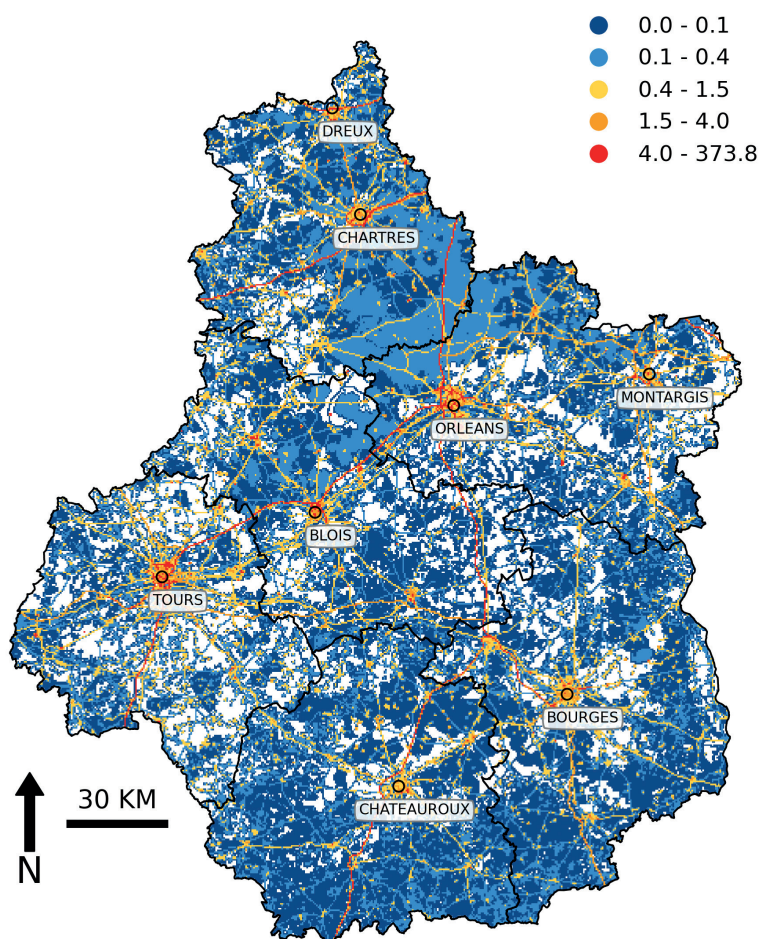 0.0 - 0.1
0.1 - 0.4
0.4 - 1.5
1.5 - 4.0
4.0 - 373.8
DREUX
CHARTRES
MONTARGIS
ORLEANS
BLOIS
TOURS
BOURGES
CHATEAUROUX
30 KM
N